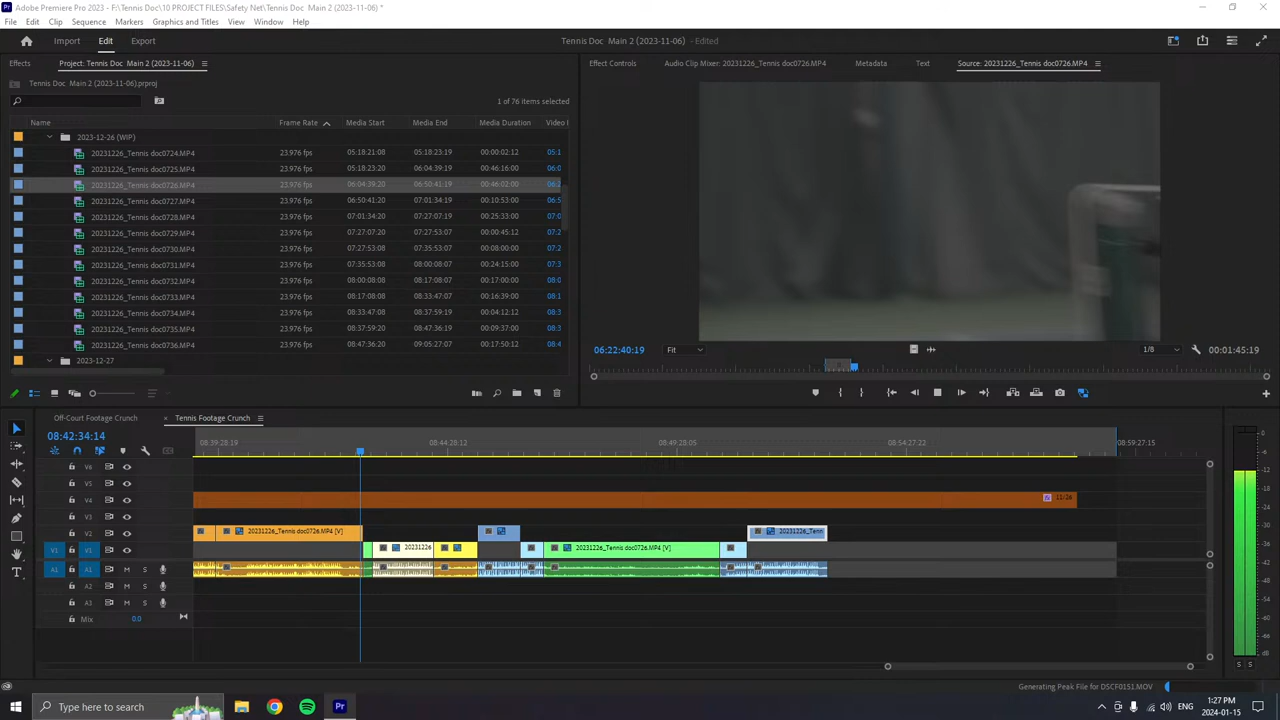 Adobe Premiere Pro 2023 - F:\Tennis Doc\10 PROJECT FILES\Safety Net\Tennis Doc Main 2 (2023-11-06) *
File Edit Clip Sequence Markers Graphics and Titles View Window Help
Import Edit Export Tennis Doc Main 2 (2023-11-06) - Edited
Effects Project: Tennis Doc Main 2 (2023-11-06) Effect Controls Audio Clip Mixer: 20231226_Tennis doc0726.MP4 Metadata Text Source: 20231226_Tennis doc0726.MP4
Tennis Doc Main 2 (2023-11-06).prproj
1 of 76 items selected
Name Frame Rate Media Start Media End Media Duration Video I
2023-12-26 (WIP)
20231226_Tennis doc0724.MP4 23.976 fps 05:18:21:08 05:18:23:19 00:00:02:12 05:1
20231226_Tennis doc0725.MP4 23.976 fps 05:18:23:20 06:04:39:19 00:46:16:00 06:0
20231226_Tennis doc0726.MP4 23.976 fps 06:04:39:20 06:50:41:19 00:46:02:00 06:2
20231226_Tennis doc0727.MP4 23.976 fps 06:50:41:20 07:01:34:19 00:10:53:00 06:5
20231226_Tennis doc0728.MP4 23.976 fps 07:01:34:20 07:27:07:19 00:25:33:00 07:0
20231226_Tennis doc0729.MP4 23.976 fps 07:27:07:20 07:27:53:07 00:00:45:12 07:2
20231226_Tennis doc0730.MP4 23.976 fps 07:27:53:08 07:35:53:07 00:08:00:00 07:2
20231226_Tennis doc0731.MP4 23.976 fps 07:35:53:08 08:00:08:07 00:24:15:00 07:3
20231226_Tennis doc0732.MP4 23.976 fps 08:00:08:08 08:17:08:07 00:17:00:00 08:0
20231226_Tennis doc0733.MP4 23.976 fps 08:17:08:08 08:33:47:07 00:16:39:00 08:1
20231226_Tennis doc0734.MP4 23.976 fps 08:33:47:08 08:37:59:19 00:04:12:12 08:3
20231226_Tennis doc0735.MP4 23.976 fps 08:37:59:20 08:47:36:19 00:09:37:00 08:3
20231226_Tennis doc0736.MP4 23.976 fps 08:47:36:20 09:05:27:07 00:17:50:12 08:4
2023-12-27
06:22:40:19 Fit 1/8 00:01:45:19
Off-Court Footage Crunch × Tennis Footage Crunch
08:42:34:14
08:39:28:19 08:44:28:12 08:49:28:05 08:54:27:22 08:59:27:15
V6
V5
V4 fx 11/26
V3
V2 20231226_Tennis doc0726.MP4 [V] 20231226_Tenn
V1 V1 20231226 20231226_Tennis doc0726.MP4 [V]
A1 A1 M S
A2 M S
A3 M S
Mix 0.0
0
-6
-12
-18
-24
-30
-36
-42
-48
-54
dB
S S
Generating Peak File for DSCF0151.MOV
Type here to search
ENG
1:27 PM
2024-01-15